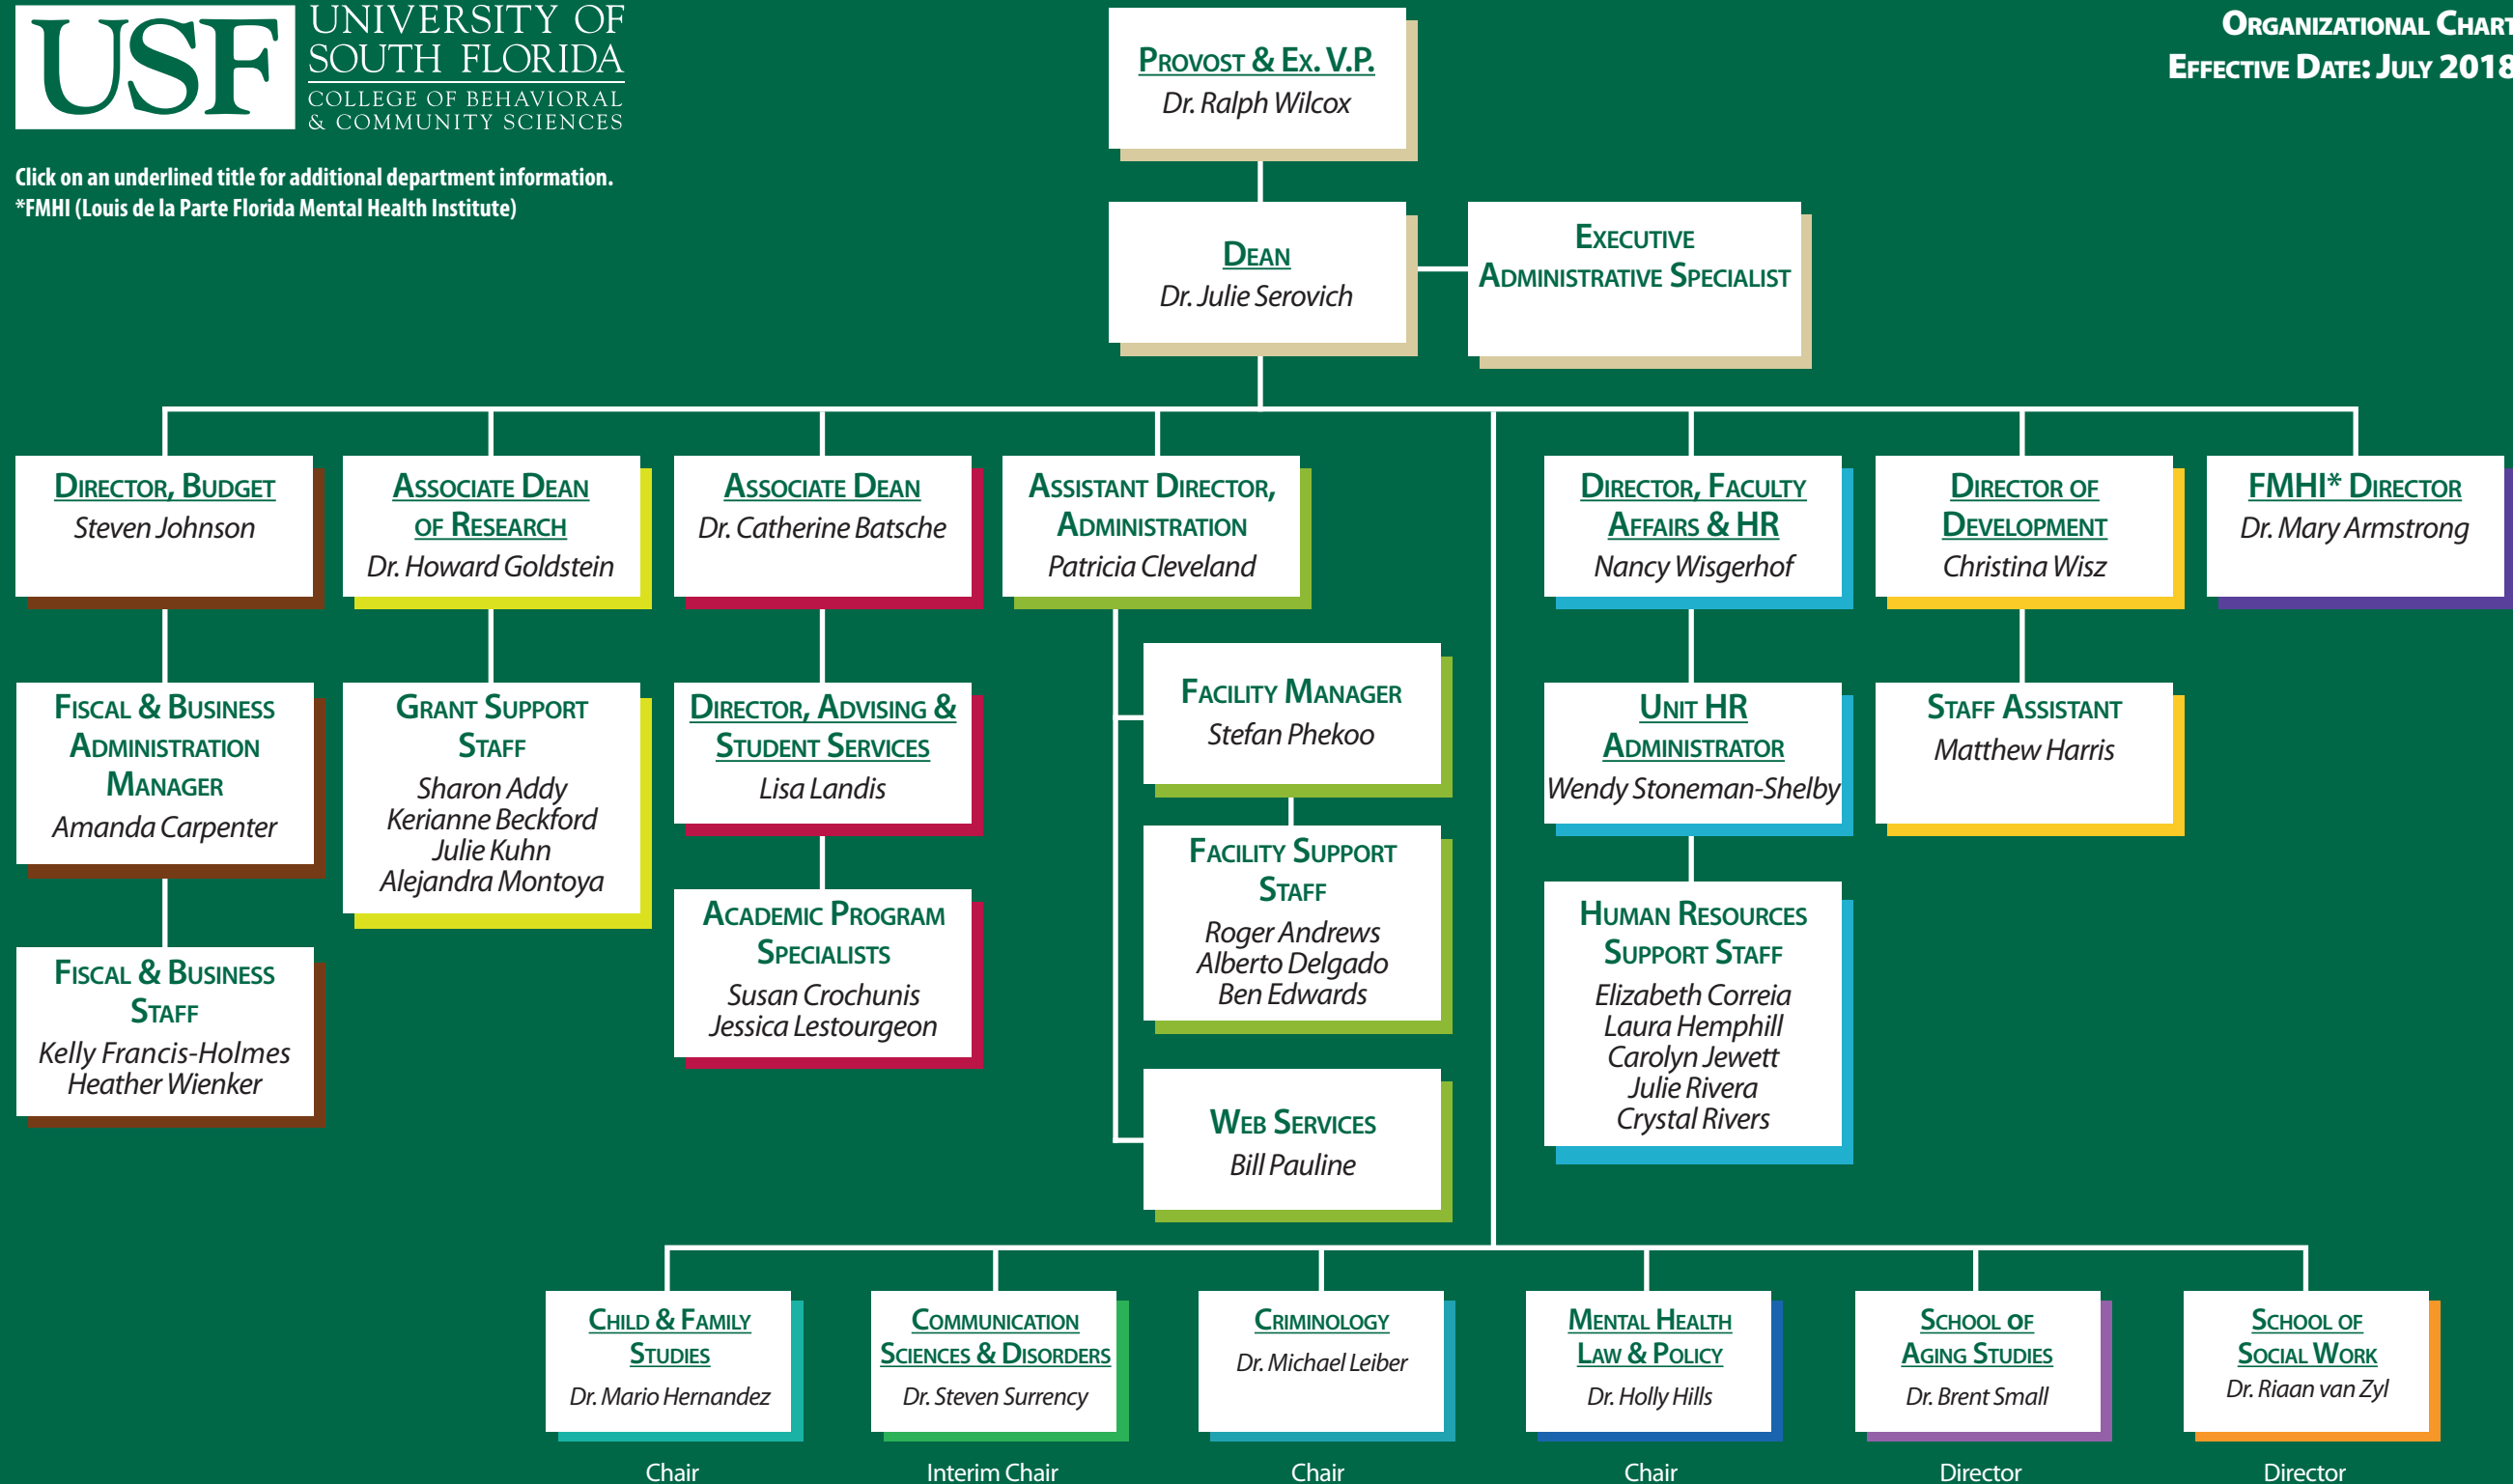 USF
UNIVERSITY OF
SOUTH FLORIDA
COLLEGE OF BEHAVIORAL
& COMMUNITY SCIENCES
Click on an underlined title for additional department information.
*FMHI (Louis de la Parte Florida Mental Health Institute)
ORGANIZATIONAL CHART
EFFECTIVE DATE: JULY 2018
PROVOST & EX. V.P.
Dr. Ralph Wilcox
DEAN
Dr. Julie Serovich
EXECUTIVE
ADMINISTRATIVE SPECIALIST
DIRECTOR, BUDGET
Steven Johnson
ASSOCIATE DEAN
OF RESEARCH
Dr. Howard Goldstein
ASSOCIATE DEAN
Dr. Catherine Batsche
ASSISTANT DIRECTOR,
ADMINISTRATION
Patricia Cleveland
DIRECTOR, FACULTY
AFFAIRS & HR
Nancy Wisgerhof
DIRECTOR OF
DEVELOPMENT
Christina Wisz
FMHI* DIRECTOR
Dr. Mary Armstrong
FISCAL & BUSINESS
ADMINISTRATION
MANAGER
Amanda Carpenter
GRANT SUPPORT
STAFF
Sharon Addy
Kerianne Beckford
Julie Kuhn
Alejandra Montoya
DIRECTOR, ADVISING &
STUDENT SERVICES
Lisa Landis
FACILITY MANAGER
Stefan Phekoo
UNIT HR
ADMINISTRATOR
Wendy Stoneman-Shelby
STAFF ASSISTANT
Matthew Harris
FISCAL & BUSINESS
STAFF
Kelly Francis-Holmes
Heather Wienker
ACADEMIC PROGRAM
SPECIALISTS
Susan Crochunis
Jessica Lestourgeon
FACILITY SUPPORT
STAFF
Roger Andrews
Alberto Delgado
Ben Edwards
HUMAN RESOURCES
SUPPORT STAFF
Elizabeth Correia
Laura Hemphill
Carolyn Jewett
Julie Rivera
Crystal Rivers
WEB SERVICES
Bill Pauline
CHILD & FAMILY
STUDIES
Dr. Mario Hernandez
Chair
COMMUNICATION
SCIENCES & DISORDERS
Dr. Steven Surrency
Interim Chair
CRIMINOLOGY
Dr. Michael Leiber
Chair
MENTAL HEALTH
LAW & POLICY
Dr. Holly Hills
Chair
SCHOOL OF
AGING STUDIES
Dr. Brent Small
Director
SCHOOL OF
SOCIAL WORK
Dr. Riaan van Zyl
Director